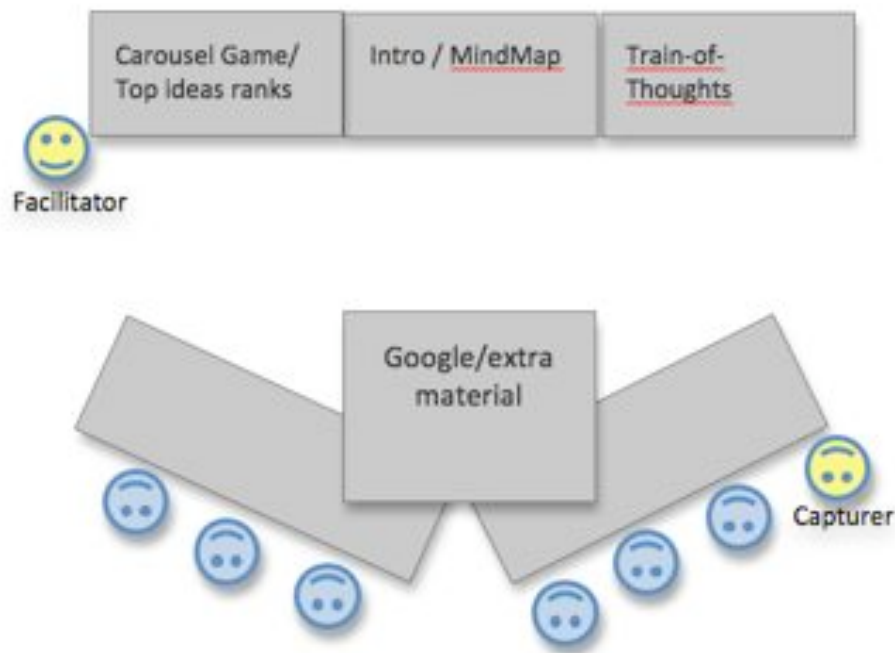 Carousel Game/
Top ideas ranks
Intro / MindMap
Train-of-
Thoughts
Facilitator
Google/extra
material
Capturer